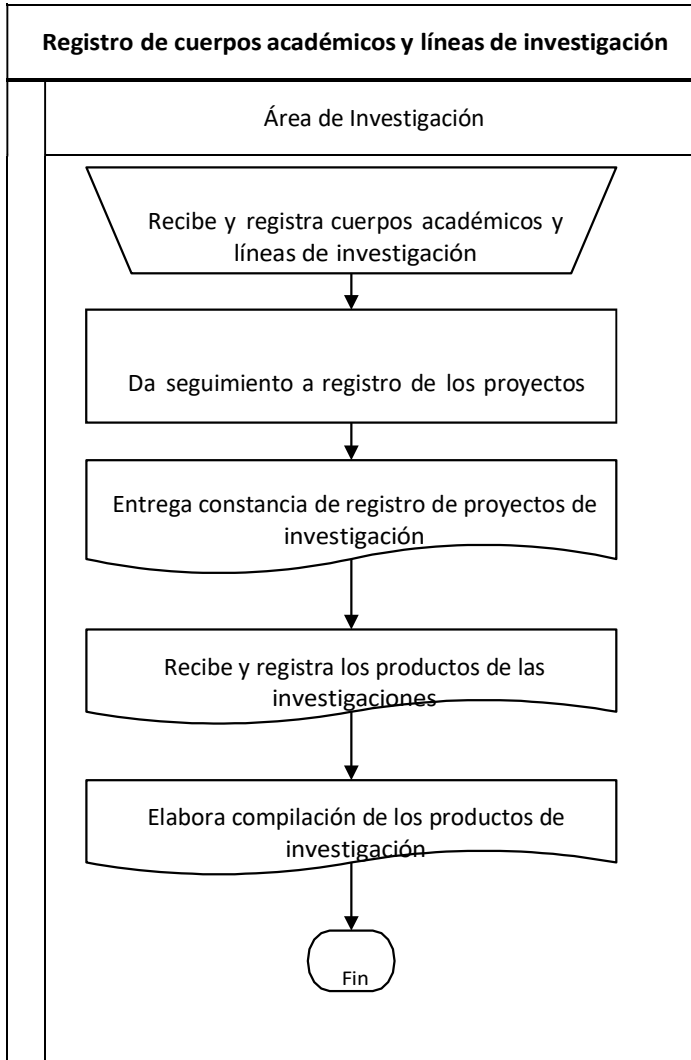 Registro de cuerpos académicos y líneas de investigación
Área de Investigación
Recibe y registra cuerpos académicos y
líneas de investigación
Da seguimiento a registro de los proyectos
Entrega constancia de registro de proyectos de
investigación
Recibe y registra los productos de las
investigaciones
Elabora compilación de los productos de
investigación
Fin